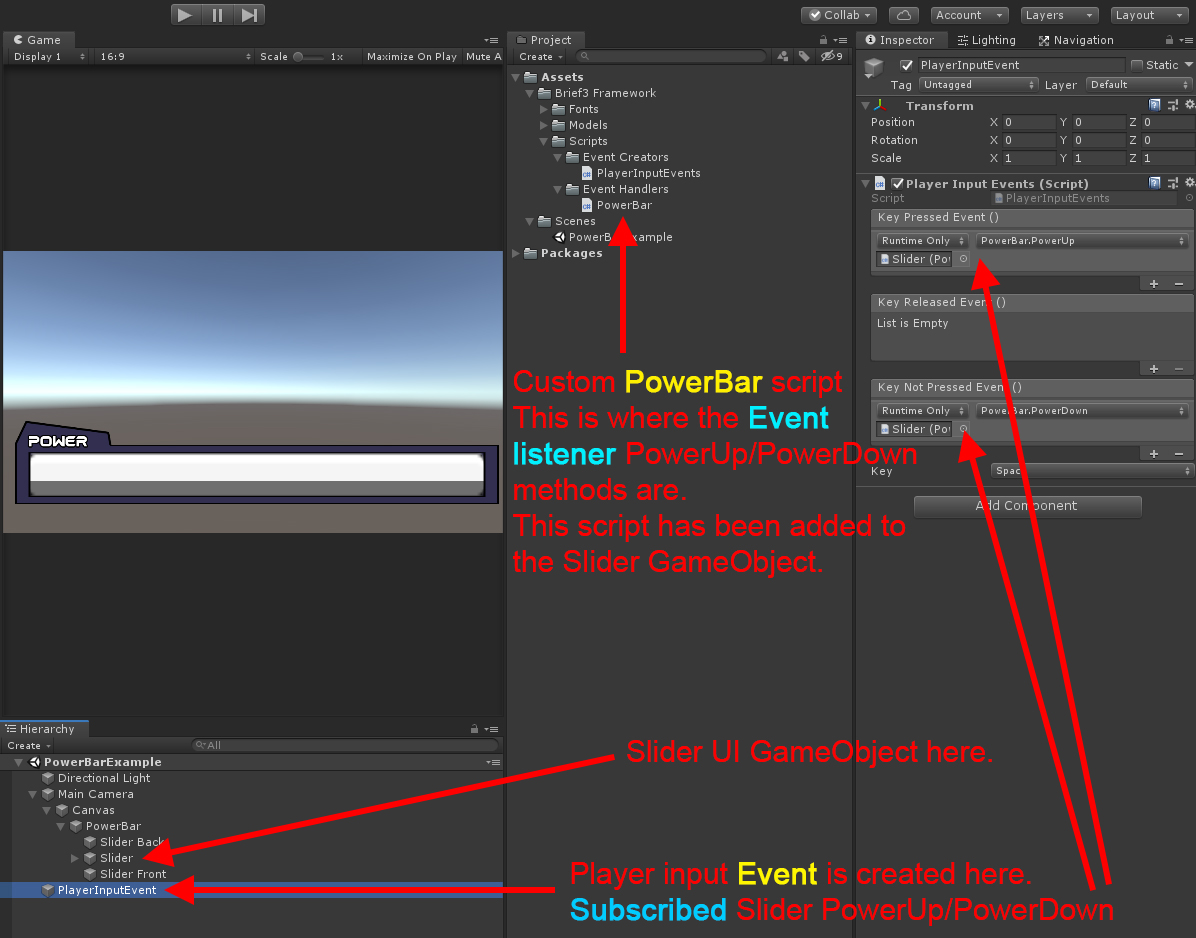 Collab
Account
Layers
Layout
Game
Display 1
16:9
Scale
1x
Maximize On Play
Mute A
POWER
Project
Create
9
Assets
Brief3 Framework
Fonts
Models
Scripts
Event Creators
PlayerInputEvents
Event Handlers
PowerBar
Scenes
Packages
Custom PowerBar script
This is where the Event
listener PowerUp/PowerDown
methods are.
This script has been added to
the Slider GameObject.
Inspector
Lighting
Navigation
PlayerInputEvent
Static
Tag Untagged Layer Default
Transform
Position X 0 Y 0 Z 0
Rotation X 0 Y 0 Z 0
Scale X 1 Y 1 Z 1
Player Input Events (Script)
Script PlayerInputEvents
Key Pressed Event ()
Runtime Only PowerBar.PowerUp
Slider (Po
+ −
Key Released Event ()
List is Empty
+ −
Key Not Pressed Event ()
Runtime Only PowerBar.PowerDown
Slider (Po
+ −
Key Spac
Add Component
Hierarchy
Create All
PowerBarExample
Directional Light
Main Camera
Canvas
PowerBar
Slider Back
Slider
Slider Front
PlayerInputEvent
Slider UI GameObject here.
Player input Event is created here.
Subscribed Slider PowerUp/PowerDown